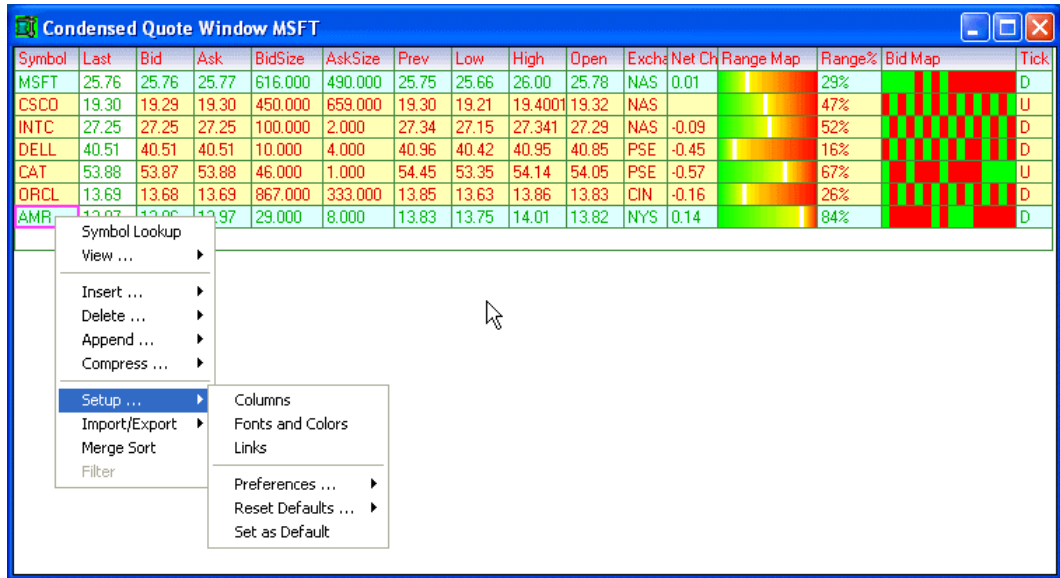 Condensed Quote Window MSFT
Symbol Last Bid Ask BidSize AskSize Prev Low High Open Excha Net Ch Range Map Range% Bid Map Tick
MSFT 25.76 25.76 25.77 616.000 490.000 25.75 25.66 26.00 25.78 NAS 0.01 29% D
CSCO 19.30 19.29 19.30 450.000 659.000 19.30 19.21 19.4001 19.32 NAS 47% U
INTC 27.25 27.25 27.25 100.000 2.000 27.34 27.15 27.341 27.29 NAS -0.09 52% D
DELL 40.51 40.51 40.51 10.000 4.000 40.96 40.42 40.95 40.85 PSE -0.45 16% D
CAT 53.88 53.87 53.88 46.000 1.000 54.45 53.35 54.14 54.05 PSE -0.57 67% U
ORCL 13.69 13.68 13.69 867.000 333.000 13.85 13.63 13.86 13.83 CIN -0.16 26% D
AMR 29.000 8.000 13.83 13.75 14.01 13.82 NYS 0.14 84% D
Symbol Lookup
View ...
Insert ...
Delete ...
Append ...
Compress ...
Setup ...
Import/Export
Merge Sort
Filter
Columns
Fonts and Colors
Links
Preferences ...
Reset Defaults ...
Set as Default